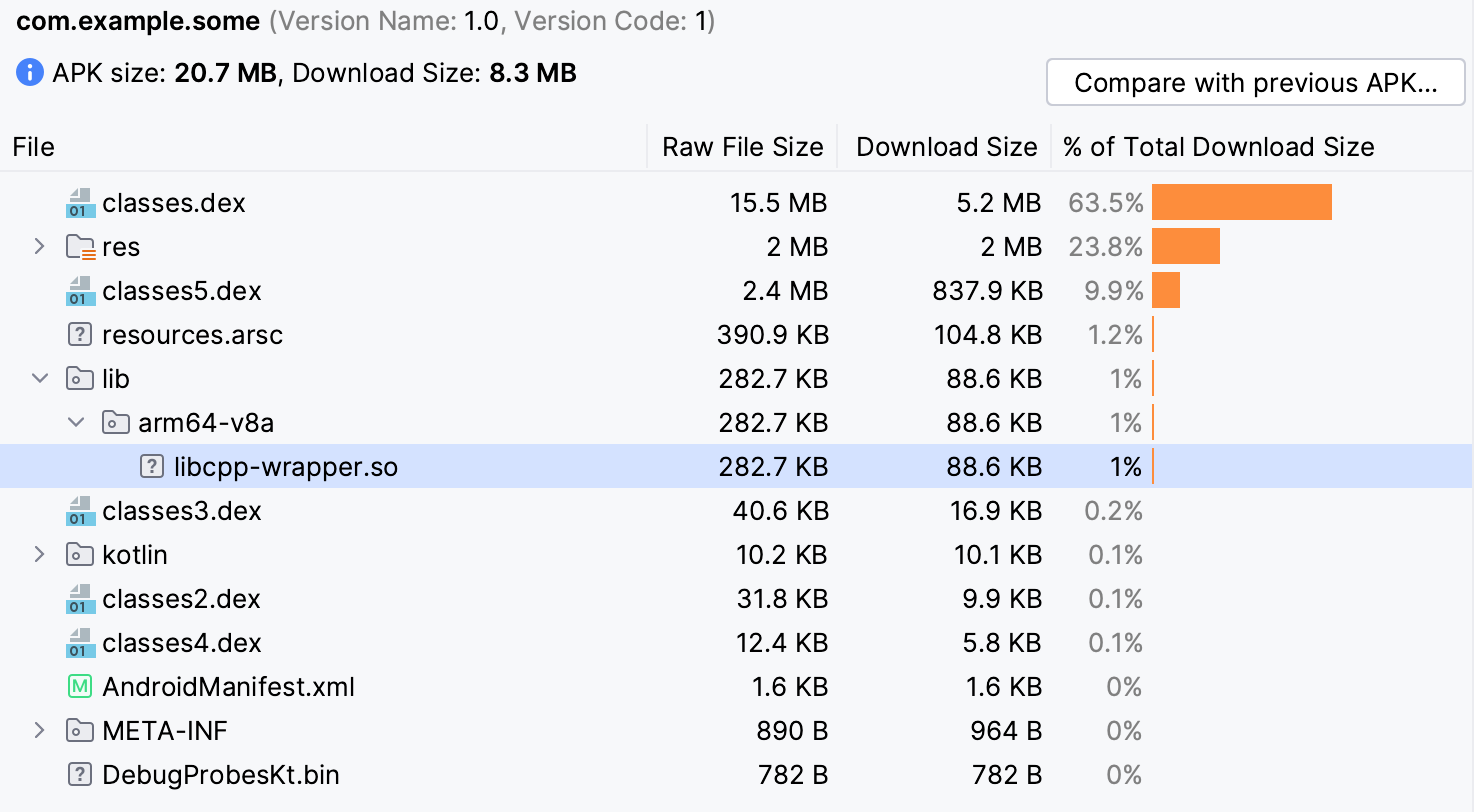 com.example.some (Version Name: 1.0, Version Code: 1)
APK size: 20.7 MB, Download Size: 8.3 MB
Compare with previous APK...
File Raw File Size Download Size % of Total Download Size
01 classes.dex 15.5 MB 5.2 MB 63.5%
res 2 MB 2 MB 23.8%
01 classes5.dex 2.4 MB 837.9 KB 9.9%
? resources.arsc 390.9 KB 104.8 KB 1.2%
lib 282.7 KB 88.6 KB 1%
arm64-v8a 282.7 KB 88.6 KB 1%
? libcpp-wrapper.so 282.7 KB 88.6 KB 1%
01 classes3.dex 40.6 KB 16.9 KB 0.2%
kotlin 10.2 KB 10.1 KB 0.1%
01 classes2.dex 31.8 KB 9.9 KB 0.1%
01 classes4.dex 12.4 KB 5.8 KB 0.1%
M AndroidManifest.xml 1.6 KB 1.6 KB 0%
META-INF 890 B 964 B 0%
? DebugProbesKt.bin 782 B 782 B 0%